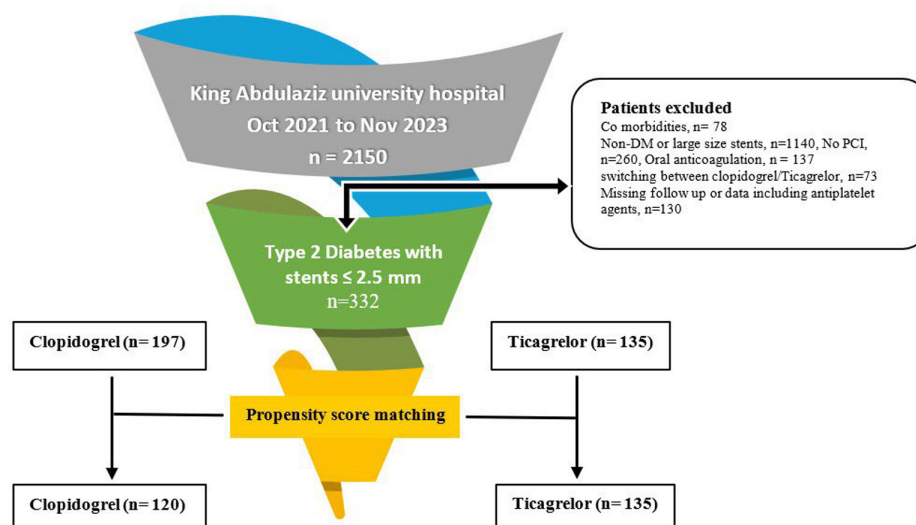 King Abdulaziz university hospital
Oct 2021 to Nov 2023
n = 2150
Patients excluded
Co morbidities, n= 78
Non-DM or large size stents, n=1140, No PCI,
n=260, Oral anticoagulation, n = 137
switching between clopidogrel/Ticagrelor, n=73
Missing follow up or data including antiplatelet
agents, n=130
Type 2 Diabetes with
stents ≤ 2.5 mm
n=332
Clopidogrel (n= 197)
Ticagrelor (n= 135)
Propensity score matching
Clopidogrel (n= 120)
Ticagrelor (n= 135)